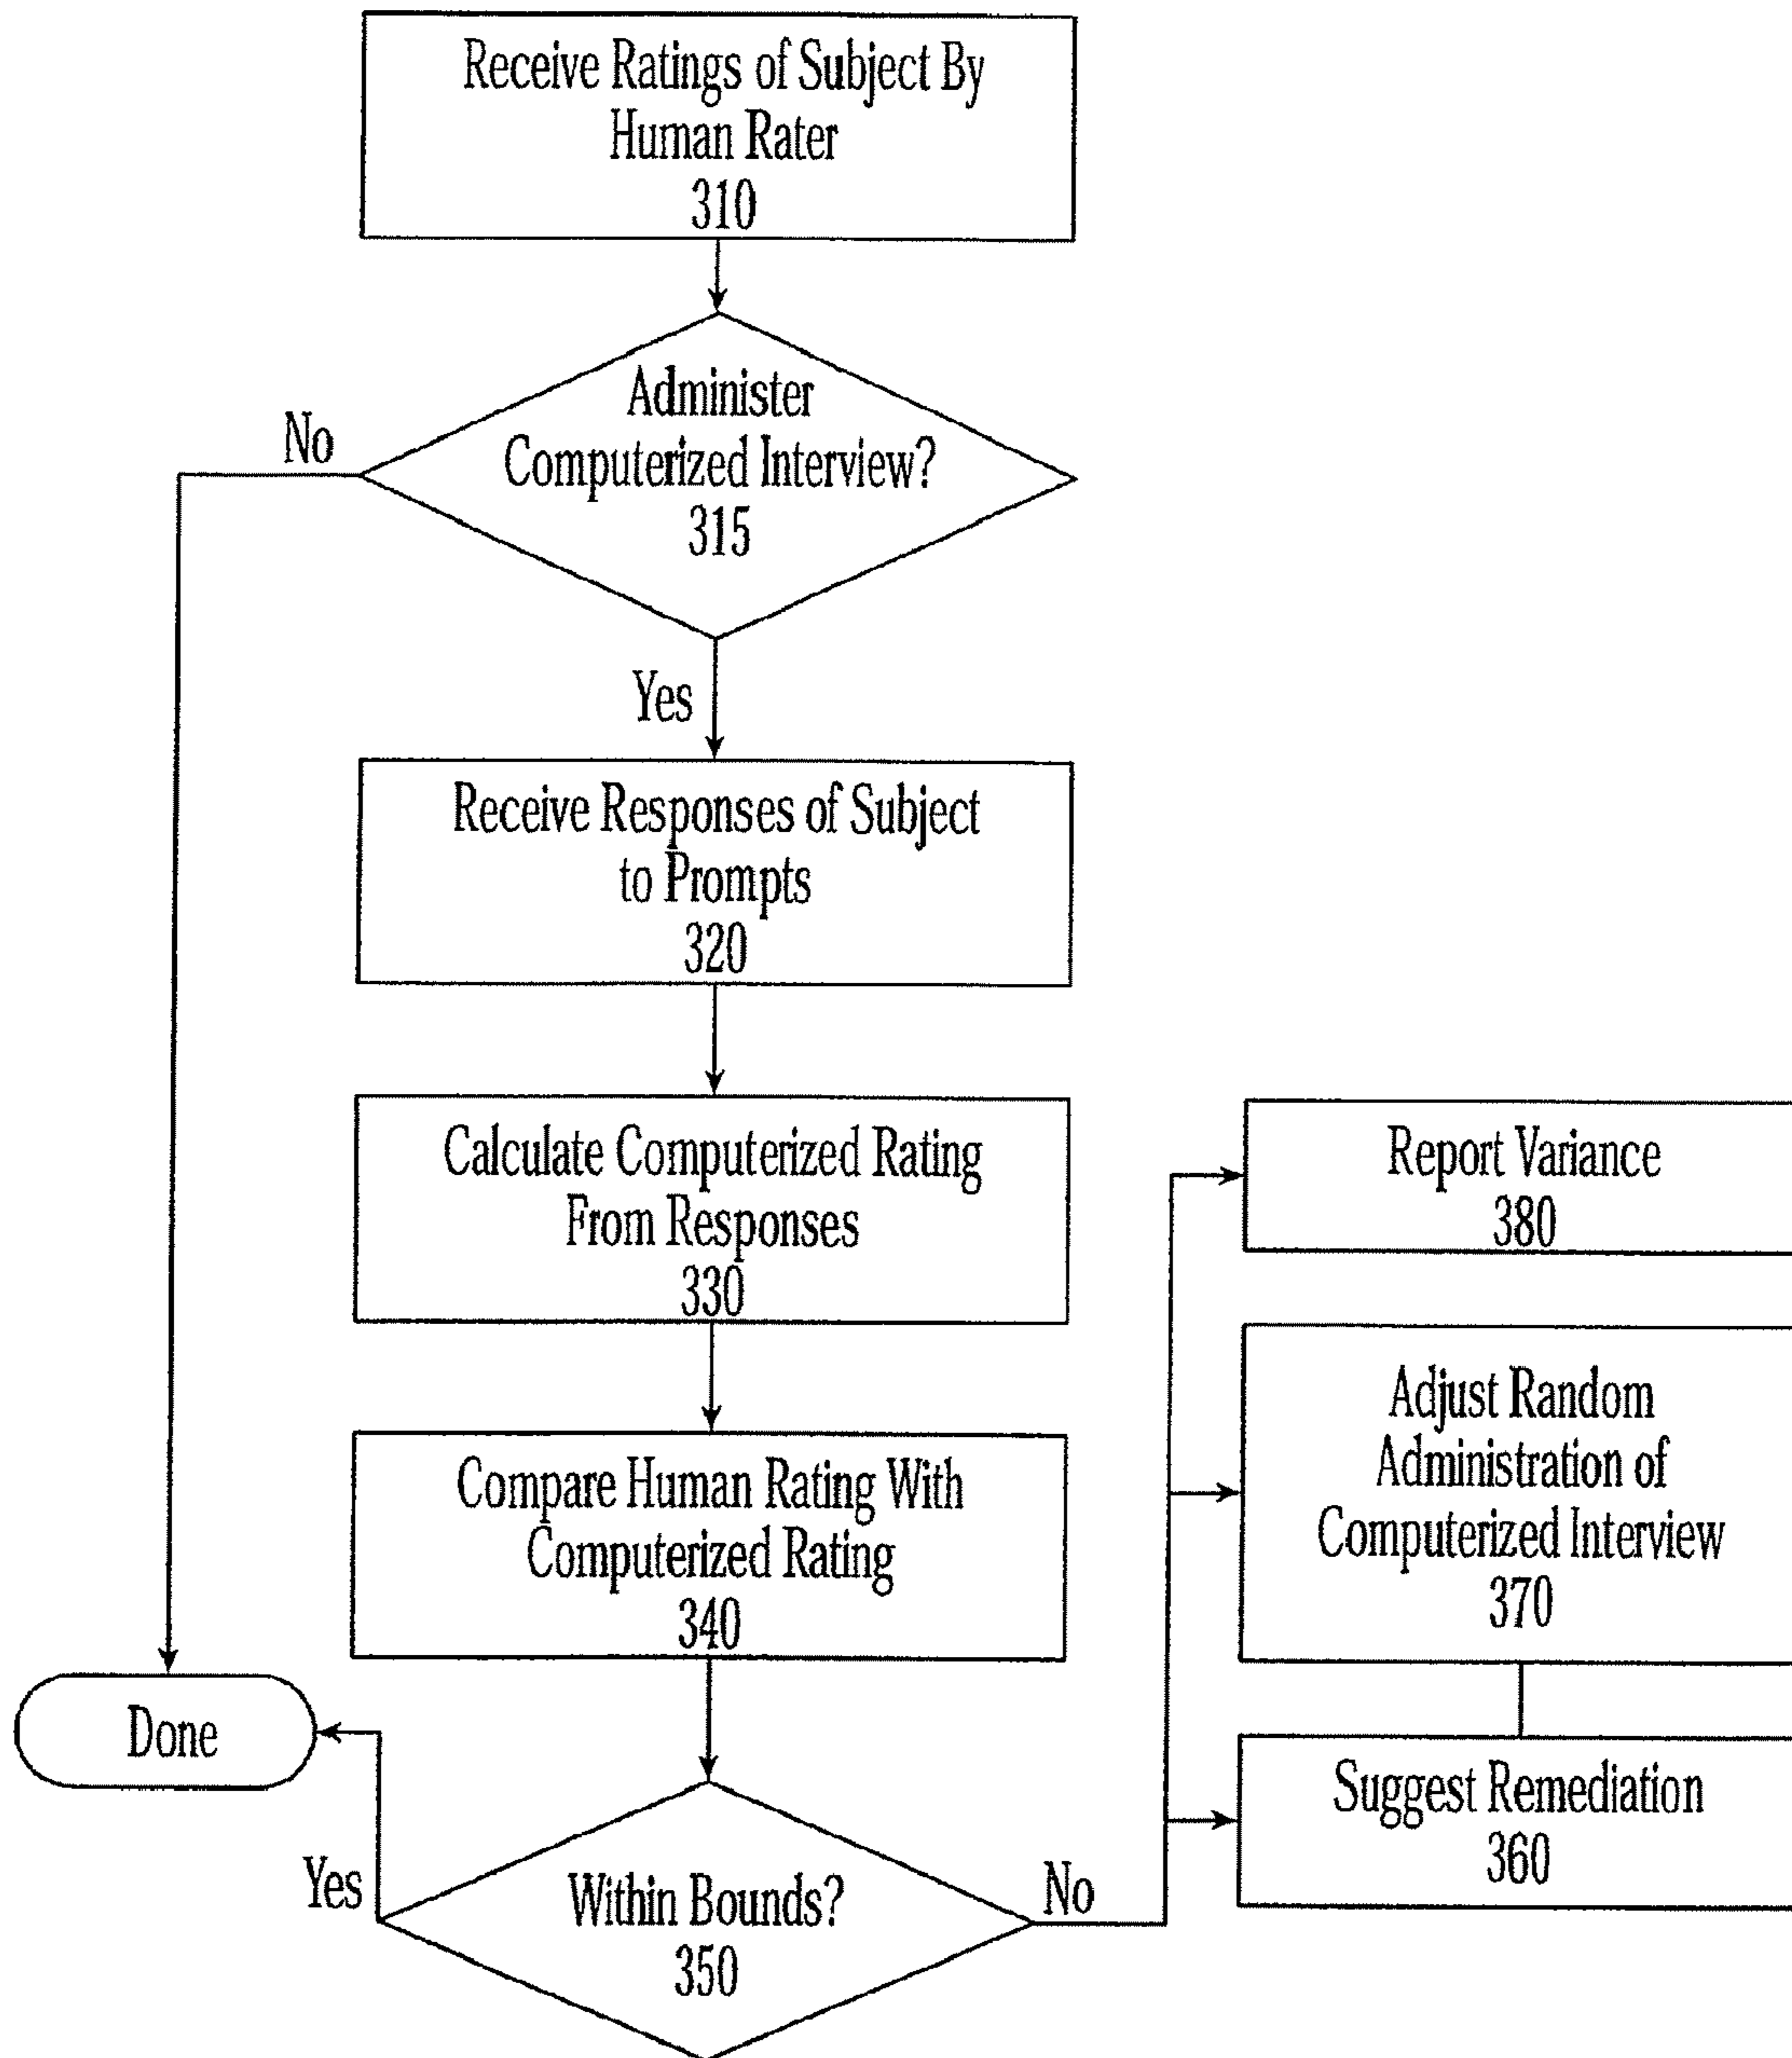 Receive Ratings of Subject By
Human Rater
310
Administer
Computerized Interview?
315
No
Yes
Receive Responses of Subject
to Prompts
320
Calculate Computerized Rating
From Responses
330
Compare Human Rating With
Computerized Rating
340
Done
Yes
Within Bounds?
350
No
Report Variance
380
Adjust Random
Administration of
Computerized Interview
370
Suggest Remediation
360